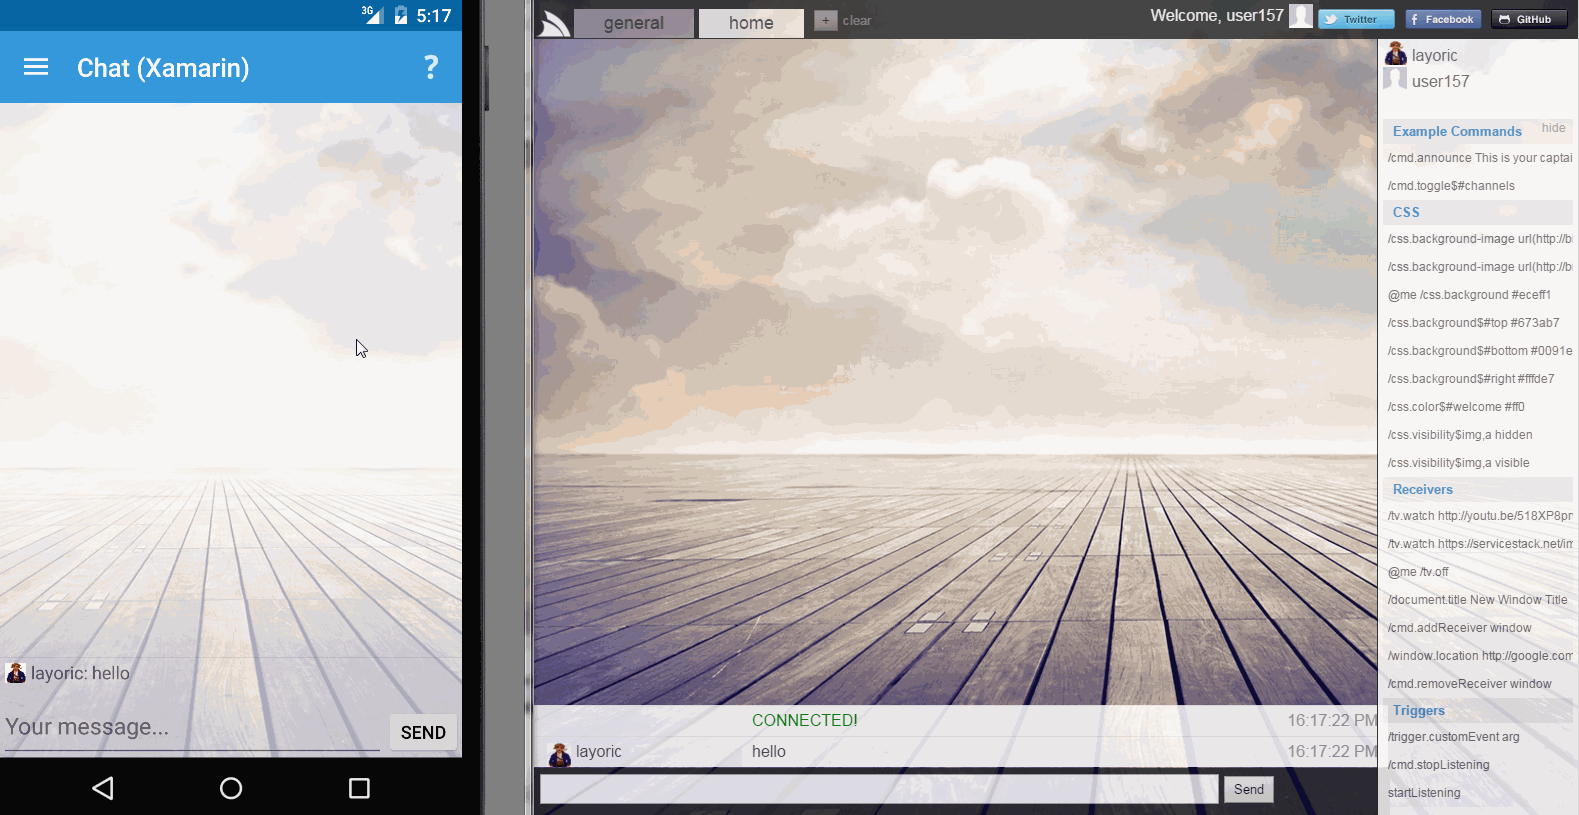 3G 5:17
Chat (Xamarin) ?
layoric: hello
Your message...
SEND
general home + clear
Welcome, user157 Twitter Facebook GitHub
layoric
user157
Example Commands hide
/cmd.announce This is your captai
/cmd.toggle$#channels
CSS
/css.background-image url(http://b
/css.background-image url(http://b
@me /css.background #eceff1
/css.background$#top #673ab7
/css.background$#bottom #0091e
/css.background$#right #fffde7
/css.color$#welcome #ff0
/css.visibility$img,a hidden
/css.visibility$img,a visible
Receivers
/tv.watch http://youtu.be/518XP8pr
/tv.watch https://servicestack.net/im
@me /tv.off
/document.title New Window Title
/cmd.addReceiver window
/window.location http://google.com
/cmd.removeReceiver window
Triggers
/trigger.customEvent arg
/cmd.stopListening
startListening
CONNECTED! 16:17:22 PM
layoric hello 16:17:22 PM
Send